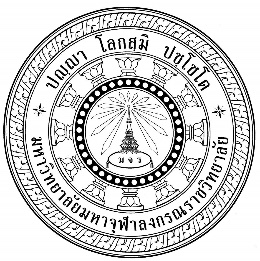 ปญฺญา โลกสฺมิ ปชฺโชโต
มจร
มหาวิทยาลัยมหาจุฬาลงกรณราชวิทยาลัย